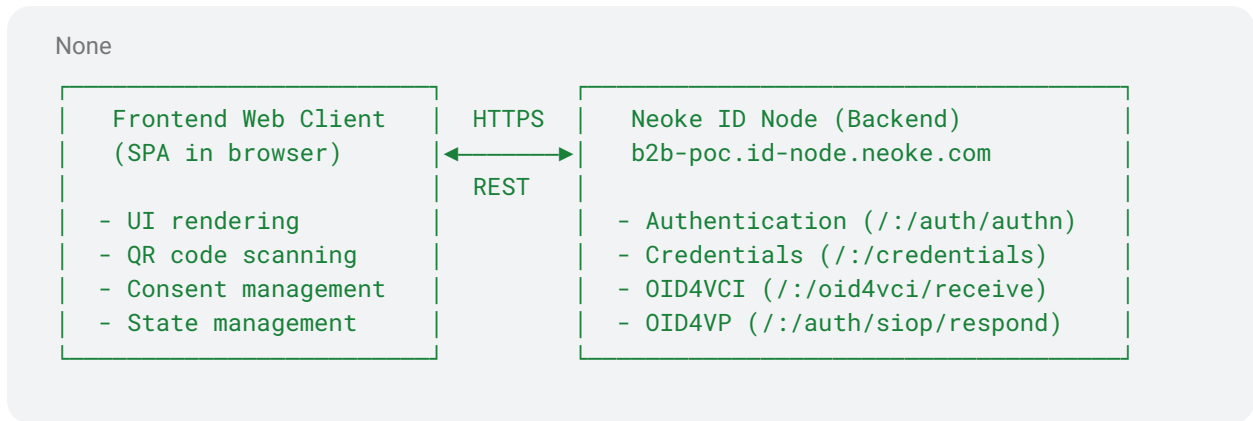 None
Frontend Web Client
(SPA in browser)
- UI rendering
- QR code scanning
- Consent management
- State management
HTTPS
REST
Neoke ID Node (Backend)
b2b-poc.id-node.neoke.com
- Authentication (/:/auth/authn)
- Credentials (/:/credentials)
- OID4VCI (/:/oid4vci/receive)
- OID4VP (/:/auth/siop/respond)